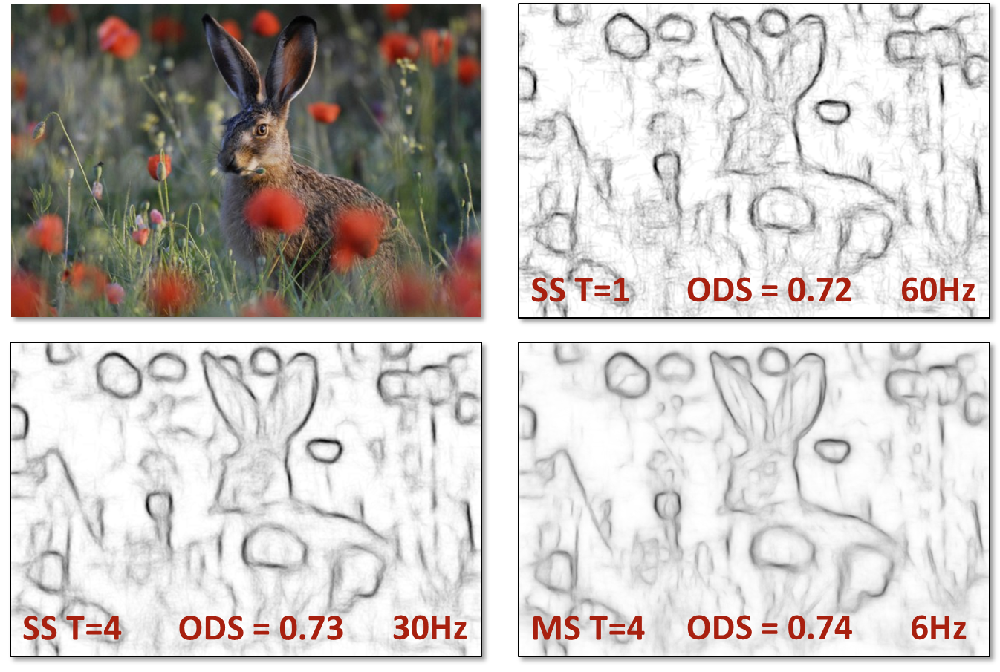 SS T=1 ODS = 0.72 60Hz
SS T=4 ODS = 0.73 30Hz
MS T=4 ODS = 0.74 6Hz